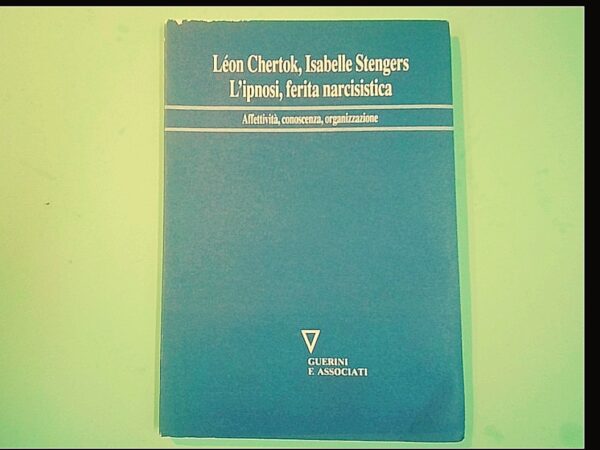 Léon Chertok, Isabelle Stengers
L'ipnosi, ferita narcisistica
Affettività, conoscenza, organizzazione
GUERINI
E ASSOCIATI